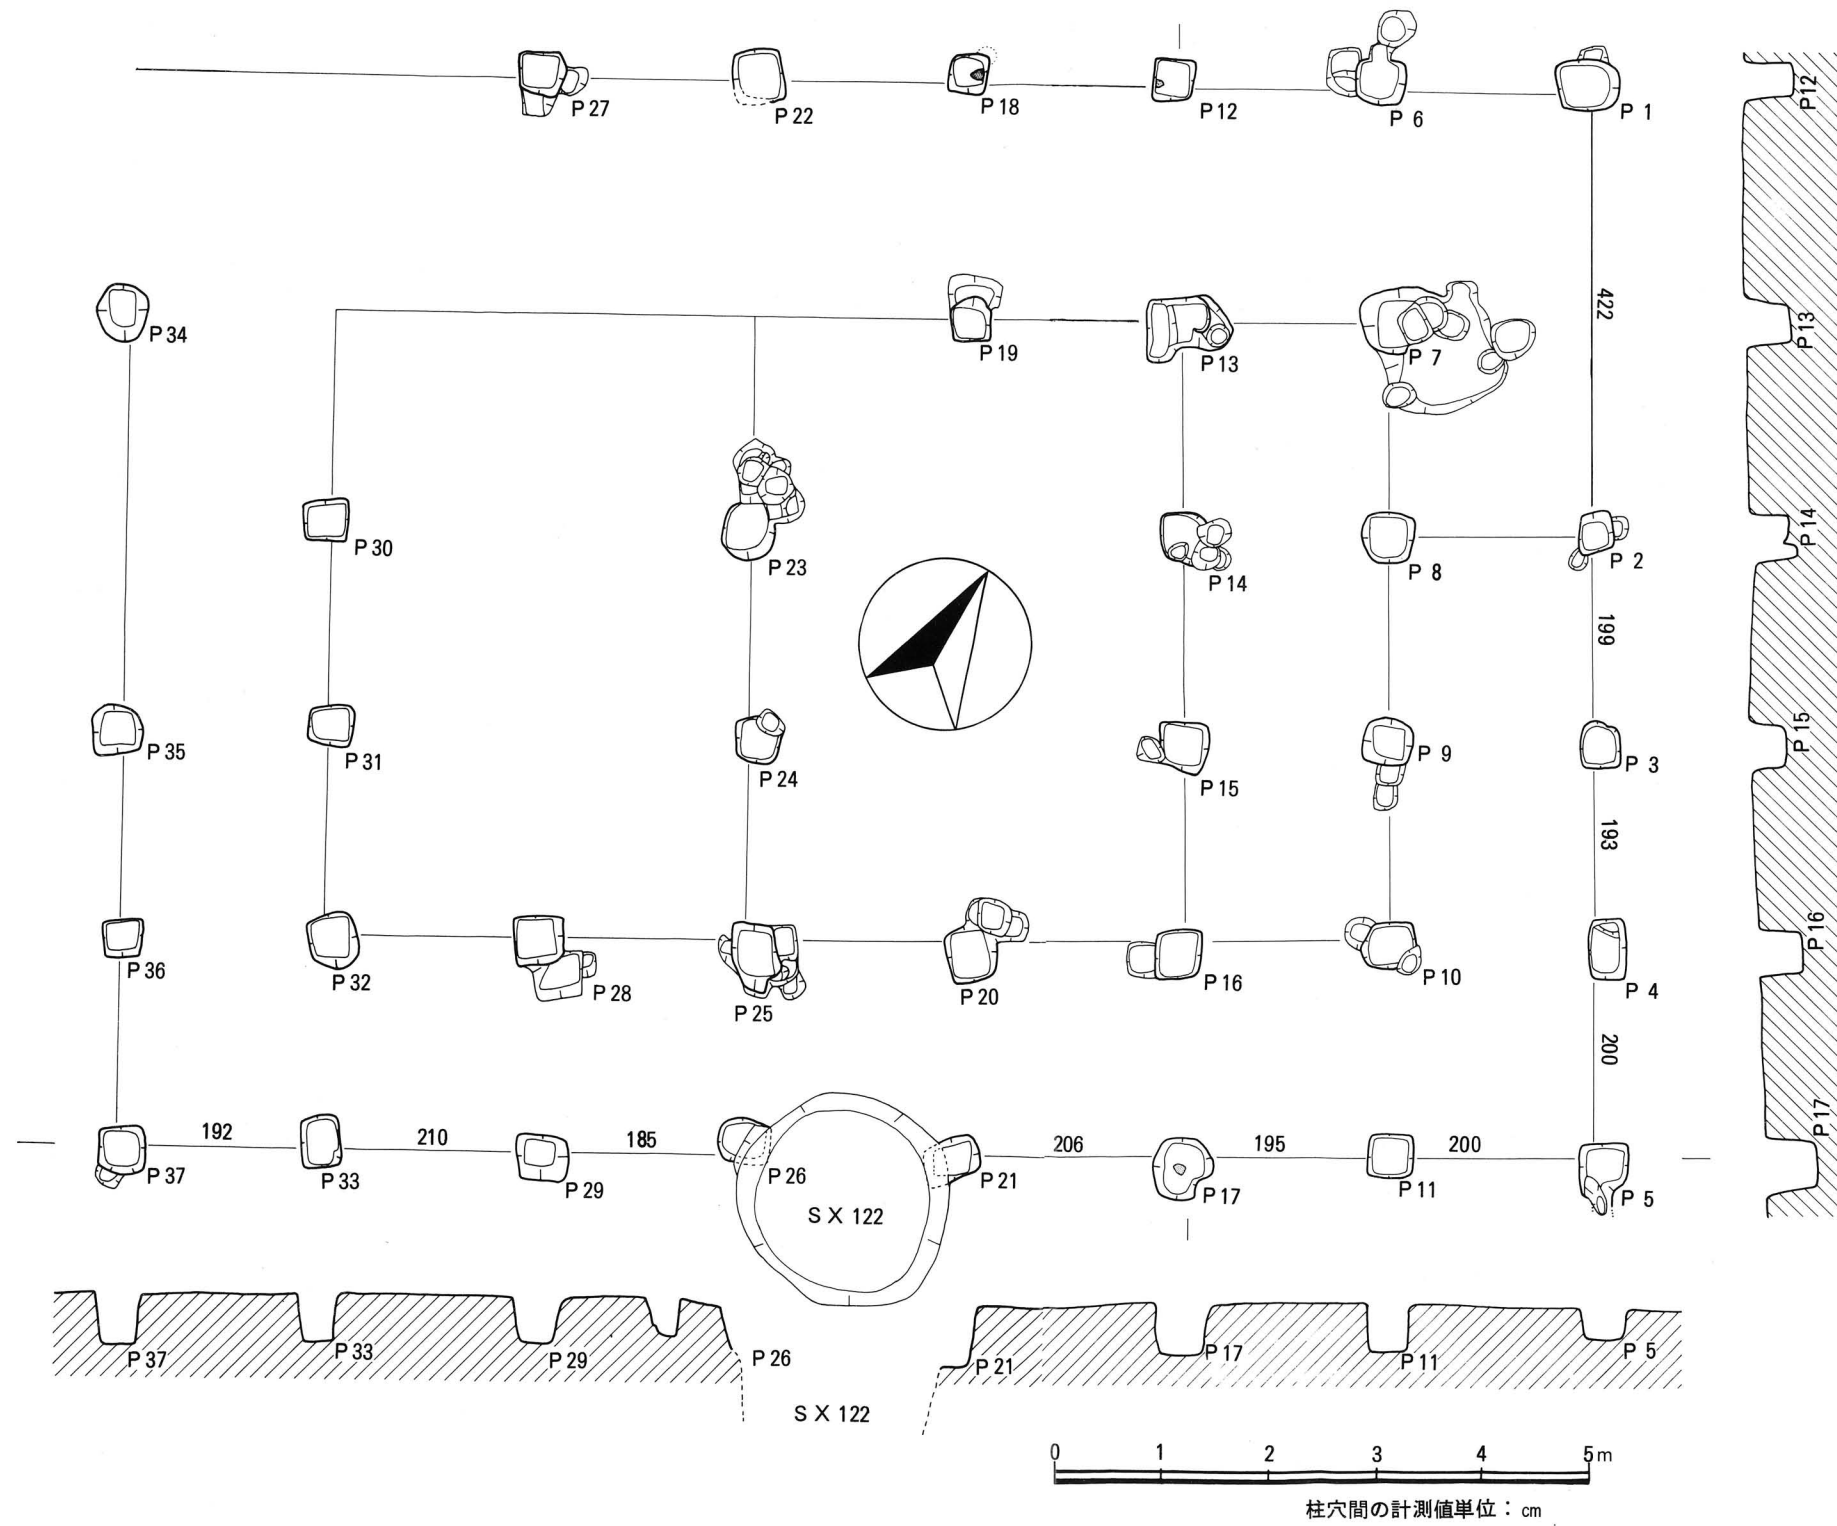 P 27
P 22
P 18
P 12
P 6
P 1
P12
422
P 34
P 19
P 13
P 7
P13
P 30
P 23
P 14
P 8
P 2
P14
199
P 35
P 31
P 24
P 15
P 9
P 3
P15
193
P 36
P 32
P 28
P 25
P 20
P 16
P 10
P 4
P16
200
192
210
185
206
195
200
P17
P 37
P 33
P 29
P 26
P 21
P 17
P 11
P 5
S X 122
P 37
P 33
P 29
P 26
P 21
P 17
P 11
P 5
S X 122
0 1 2 3 4 5 m
柱穴間の計測値単位：cm